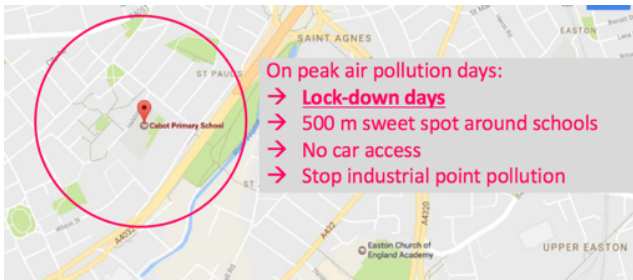 SAINT AGNES
EASTON
ST PAULS
On peak air pollution days:
→ Lock-down days
→ 500 m sweet spot around schools
→ No car access
→ Stop industrial point pollution
Cabot Primary School
A4032
A4320
Easton Church of
England Academy
UPPER EASTON